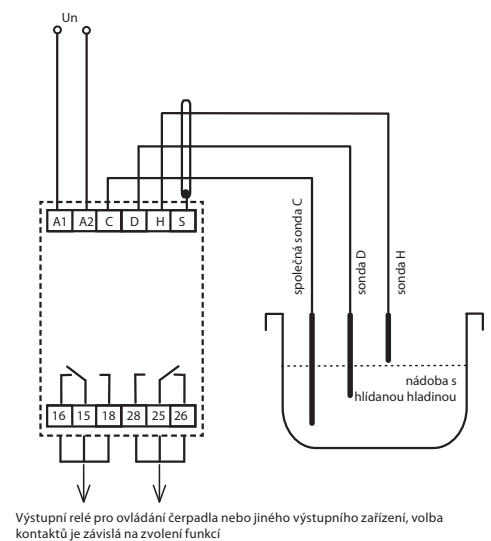 Un
A1 A2 C D H S
společná sonda C
sonda D
sonda H
nádoba s
hlídanou hladinou
16 15 18 28 25 26
Výstupní relé pro ovládání čerpadla nebo jiného výstupního zařízení, volba
kontaktů je závislá na zvolení funkcí